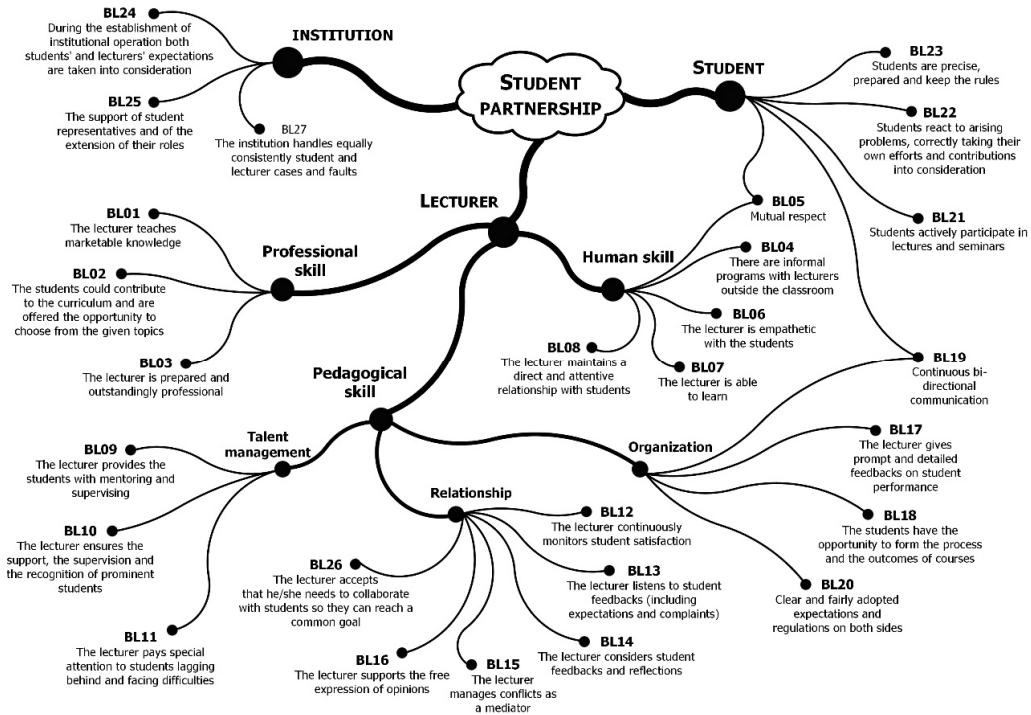 STUDENT
PARTNERSHIP
INSTITUTION
BL24
During the establishment of
institutional operation both
students' and lecturers' expectations
are taken into consideration
BL25
The support of student
representatives and of the
extension of their roles
BL27
The institution handles equally
consistently student and
lecturer cases and faults
STUDENT
BL23
Students are precise,
prepared and keep the rules
BL22
Students react to arising
problems, correctly taking their
own efforts and contributions
into consideration
BL21
Students actively participate in
lectures and seminars
BL05
Mutual respect
BL19
Continuous bi-
directional
communication
LECTURER
Professional
skill
BL01
The lecturer teaches
marketable knowledge
BL02
The students could contribute
to the curriculum and are
offered the opportunity to
choose from the given topics
BL03
The lecturer is prepared and
outstandingly professional
Human skill
BL04
There are informal
programs with lecturers
outside the classroom
BL06
The lecturer is empathetic
with the students
BL07
The lecturer is able
to learn
BL08
The lecturer maintains a
direct and attentive
relationship with students
Pedagogical
skill
Talent
management
BL09
The lecturer provides the
students with mentoring and
supervising
BL10
The lecturer ensures the
support, the supervision and
the recognition of prominent
students
BL11
The lecturer pays special
attention to students lagging
behind and facing difficulties
Relationship
BL26
The lecturer accepts
that he/she needs to collaborate
with students so they can reach a
common goal
BL16
The lecturer supports the free
expression of opinions
BL15
The lecturer
manages conflicts as
a mediator
BL12
The lecturer continuously
monitors student satisfaction
BL13
The lecturer listens to student
feedbacks (including
expectations and complaints)
BL14
The lecturer considers student
feedbacks and reflections
Organization
BL17
The lecturer gives
prompt and detailed
feedbacks on student
performance
BL18
The students have the
opportunity to form the process
and the outcomes of courses
BL20
Clear and fairly adopted
expectations and
regulations on both sides